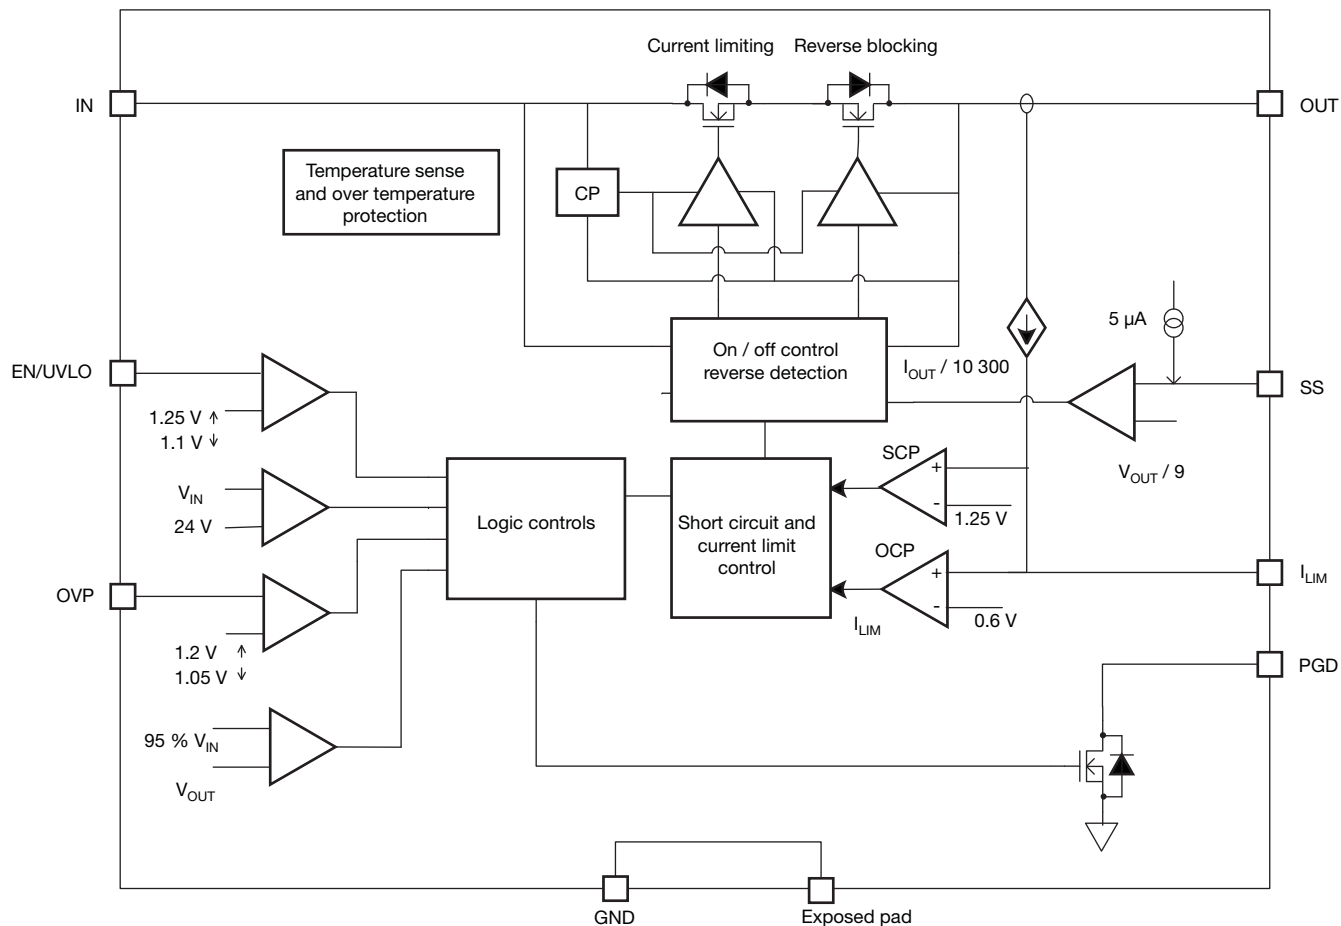 Current limiting
Reverse blocking
IN
OUT
Temperature sense
and over temperature
protection
CP
5 µA
On / off control
reverse detection
I_OUT / 10 300
EN/UVLO
SS
1.25 V ↑
1.1 V ↓
V_OUT / 9
SCP
+
-
1.25 V
V_IN
24 V
Logic controls
Short circuit and
current limit
control
OCP
+
-
0.6 V
I_LIM
I_LIM
OVP
1.2 V ↑
1.05 V ↓
PGD
95 % V_IN
V_OUT
GND
Exposed pad